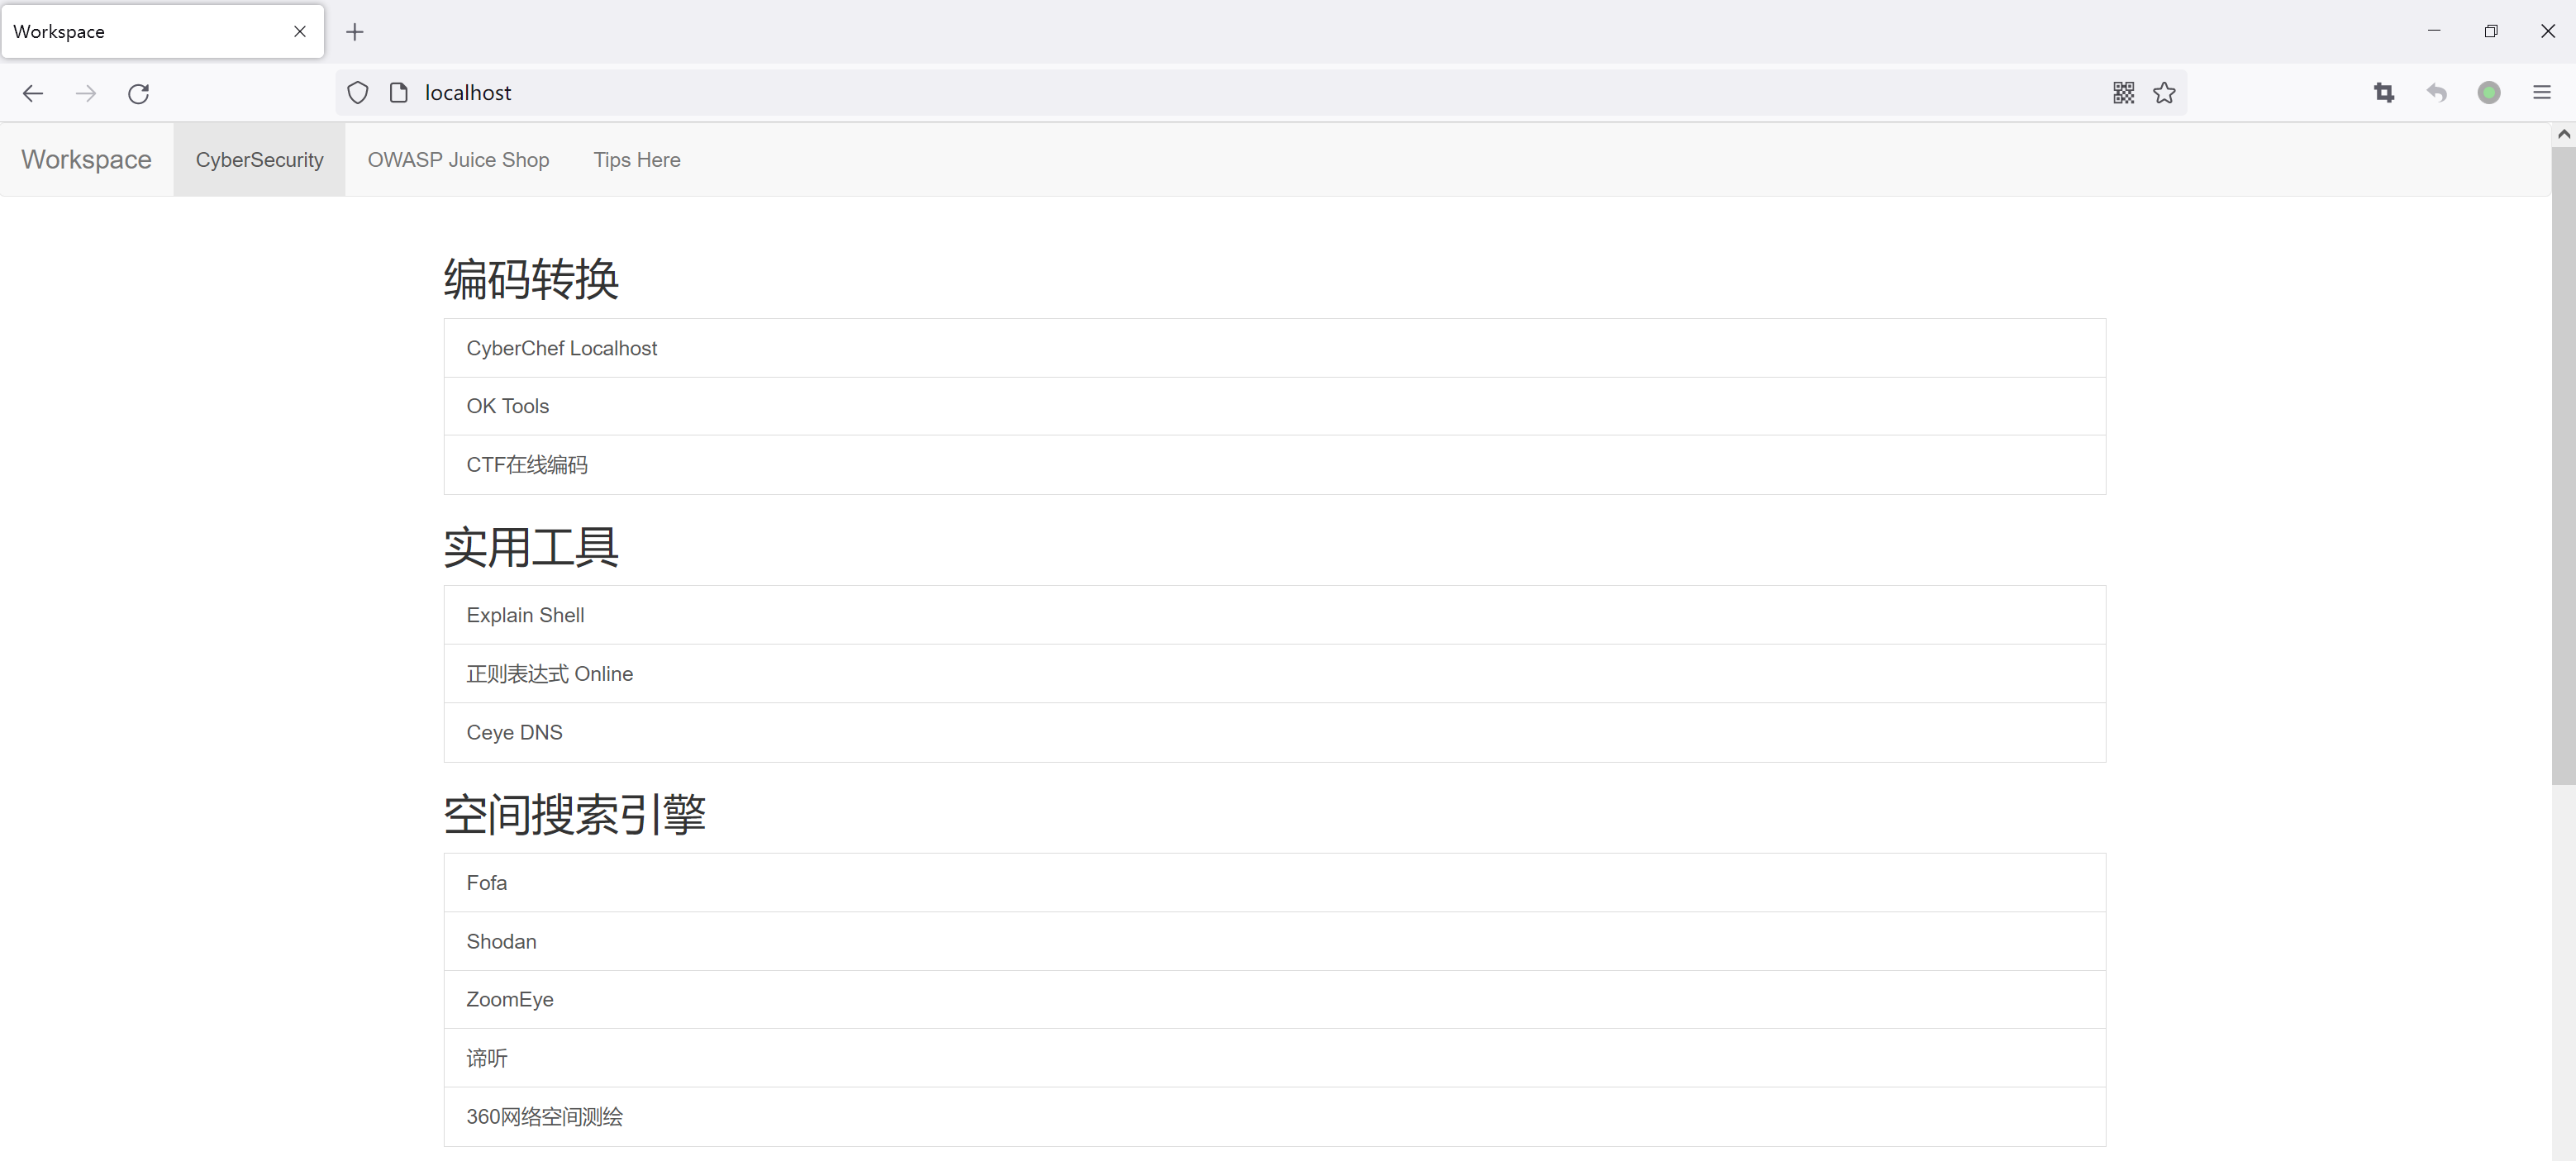 Workspace
localhost
Workspace CyberSecurity OWASP Juice Shop Tips Here
编码转换
CyberChef Localhost
OK Tools
CTF在线编码
实用工具
Explain Shell
正则表达式 Online
Ceye DNS
空间搜索引擎
Fofa
Shodan
ZoomEye
谛听
360网络空间测绘